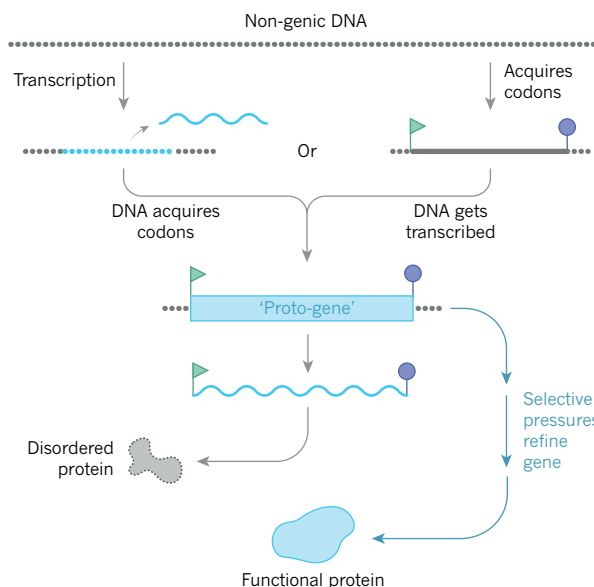 Non-genic DNA
Transcription
Acquires
codons
Or
DNA acquires
codons
DNA gets
transcribed
‘Proto-gene’
Selective
pressures
refine
gene
Disordered
protein
Functional protein